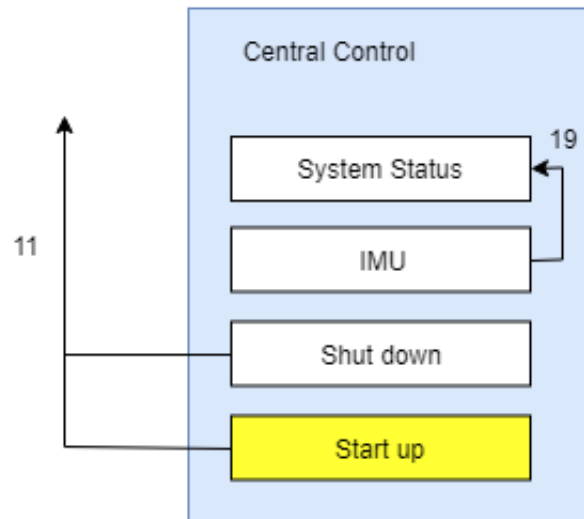 Central Control
19
System Status
11
IMU
Shut down
Start up